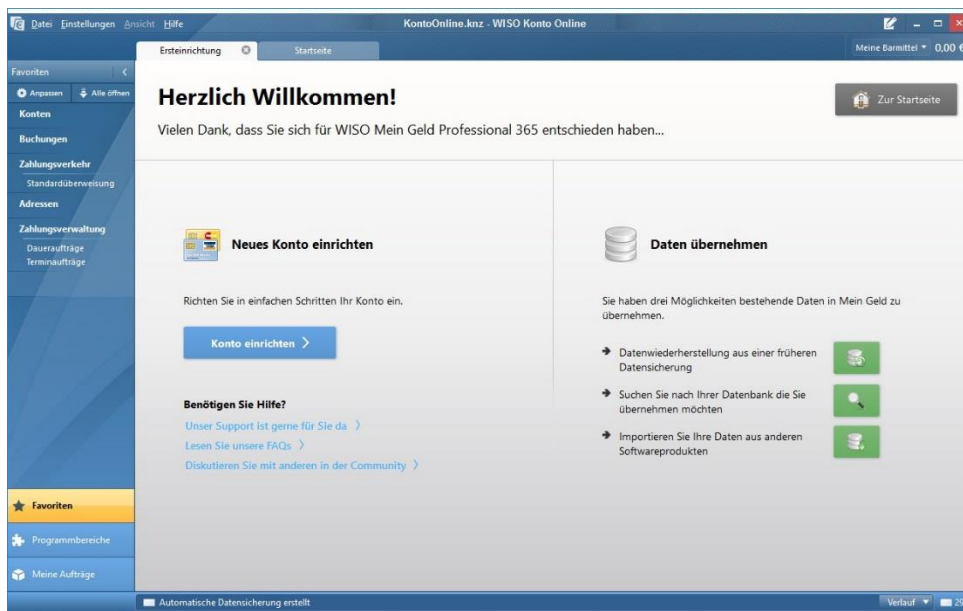 Datei Einstellungen Ansicht Hilfe
KontoOnline.knz - WISO Konto Online
Ersteinrichtung
Startseite
Meine Barmittel 0,00 €
Favoriten
Anpassen Alle öffnen
Konten
Buchungen
Zahlungsverkehr
Standardüberweisung
Adressen
Zahlungsverwaltung
Daueraufträge
Terminaufträge
Favoriten
Programmbereiche
Meine Aufträge
Herzlich Willkommen!
Vielen Dank, dass Sie sich für WISO Mein Geld Professional 365 entschieden haben...
Zur Startseite
Neues Konto einrichten
Richten Sie in einfachen Schritten Ihr Konto ein.
Konto einrichten
Benötigen Sie Hilfe?
Unser Support ist gerne für Sie da
Lesen Sie unsere FAQs
Diskutieren Sie mit anderen in der Community
Daten übernehmen
Sie haben drei Möglichkeiten bestehende Daten in Mein Geld zu
übernehmen.
Datenwiederherstellung aus einer früheren
Datensicherung
Suchen Sie nach Ihrer Datenbank die Sie
übernehmen möchten
Importieren Sie Ihre Daten aus anderen
Softwareprodukten
Automatische Datensicherung erstellt
Verlauf